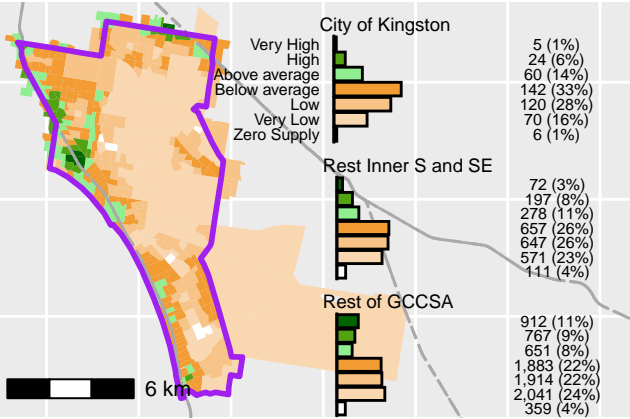 City of Kingston
Very High 5 (1%)
High 24 (6%)
Above average 60 (14%)
Below average 142 (33%)
Low 120 (28%)
Very Low 70 (16%)
Zero Supply 6 (1%)
Rest Inner S and SE
72 (3%)
197 (8%)
278 (11%)
657 (26%)
647 (26%)
571 (23%)
111 (4%)
Rest of GCCSA
912 (11%)
767 (9%)
651 (8%)
1,883 (22%)
1,914 (22%)
2,041 (24%)
359 (4%)
6 km